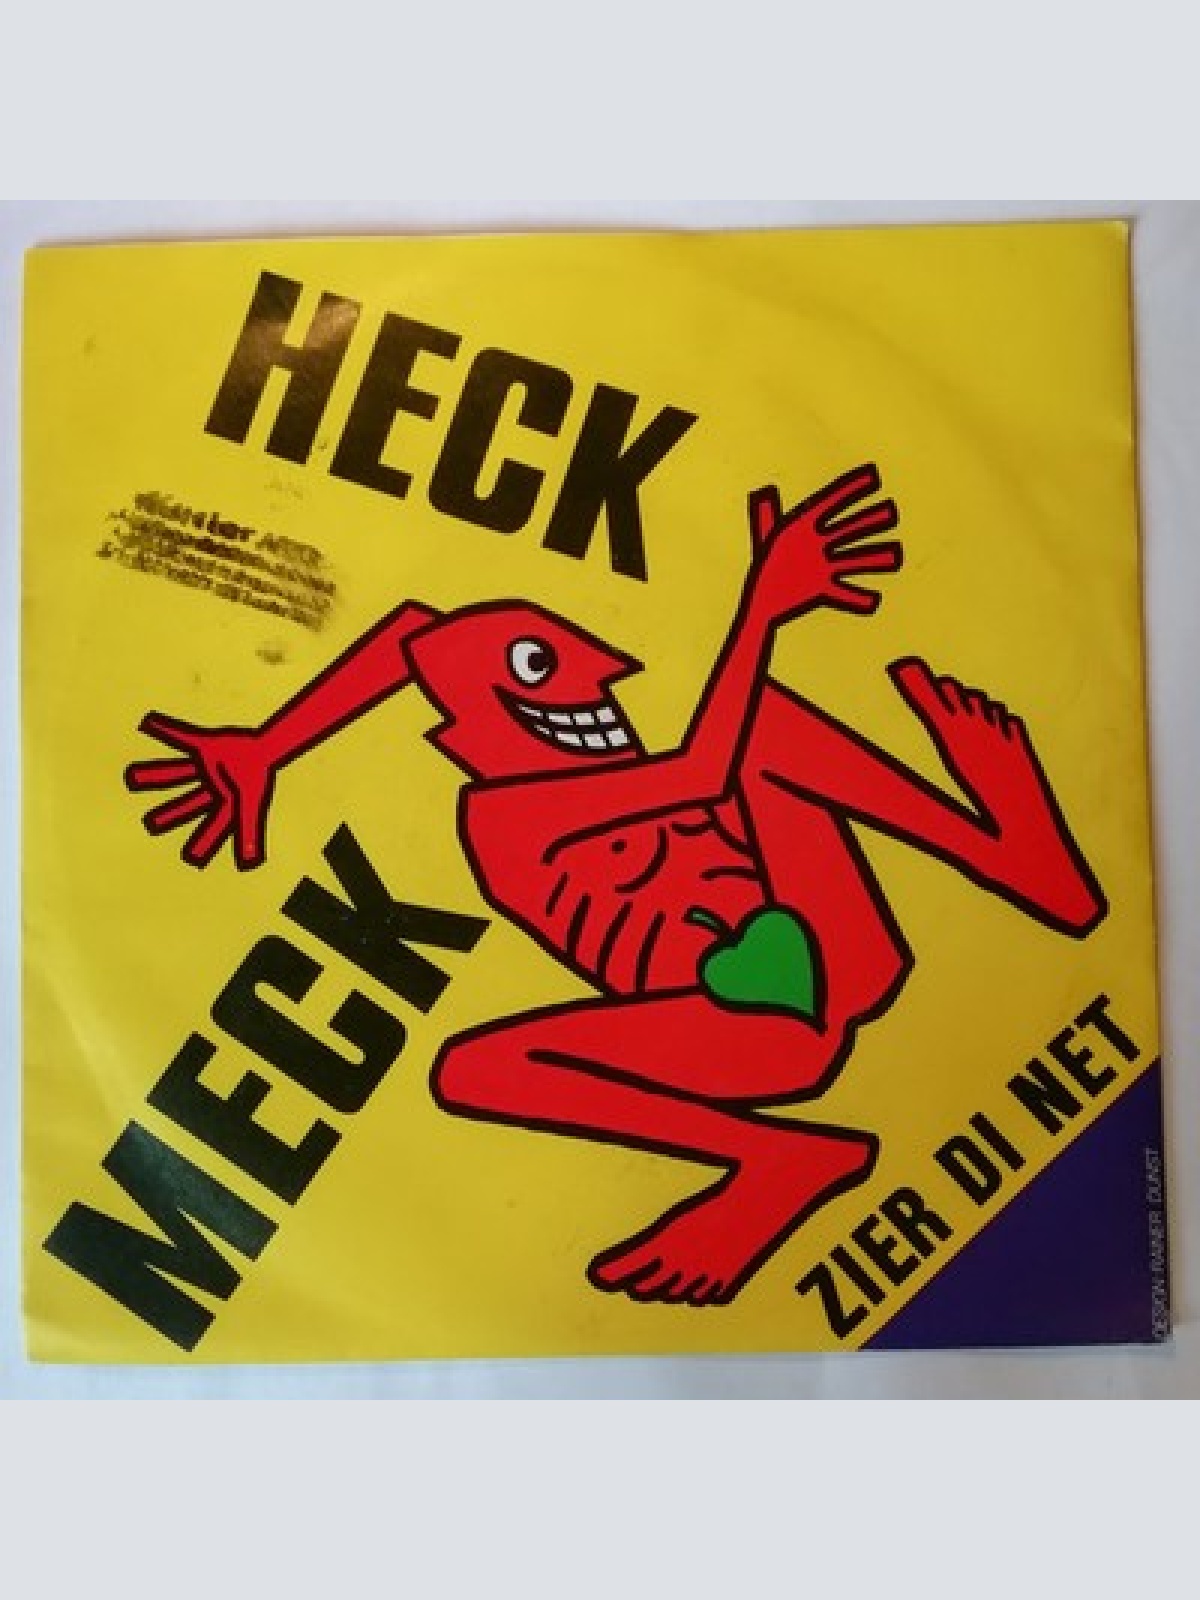 HECK
MECK
ZIER DI NET
DESIGN: RAINER DUNST